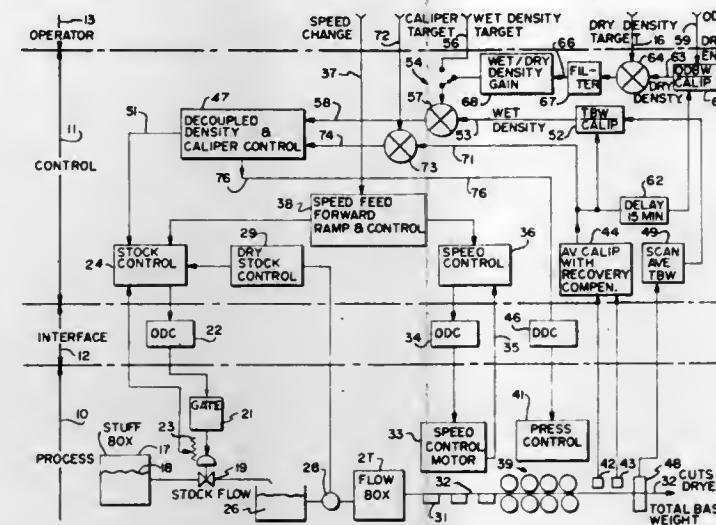 13
OPERATOR
SPEED
CHANGE
37
72
CALIPER
TARGET
WET DENSITY
TARGET
56
54
DRY DENSITY
TARGET
16
59
66
WET/DRY
DENSITY
GAIN
68
FIL-
TER
67
64
63
DRY
DENSITY
CALIP
47
DECOUPLED
DENSITY &
CALIPER CONTROL
51
58
74
57
53
WET
DENSITY
52
TBW
CALIP
73
71
76
76
11
CONTROL
62
DELAY
15 MIN
38
SPEED FEED
FORWARD
RAMP & CONTROL
24
STOCK
CONTROL
29
DRY
STOCK
CONTROL
SPEED
CONTROL
36
44
AV CALIP
WITH
RECOVERY
COMPEN.
49
SCAN
AVE
TBW
INTERFACE
12
DDC
22
34
DDC
35
46
DDC
10
PROCESS
GATE
21
23
STUFF
BOX
17
18
19
STOCK FLOW
26
28
27
FLOW
BOX
33
SPEED
CONTROL
MOTOR
41
PRESS
CONTROL
31
32
39
42
43
48
32
CUTS
DRYE
TOTAL BAS
WEIGHT